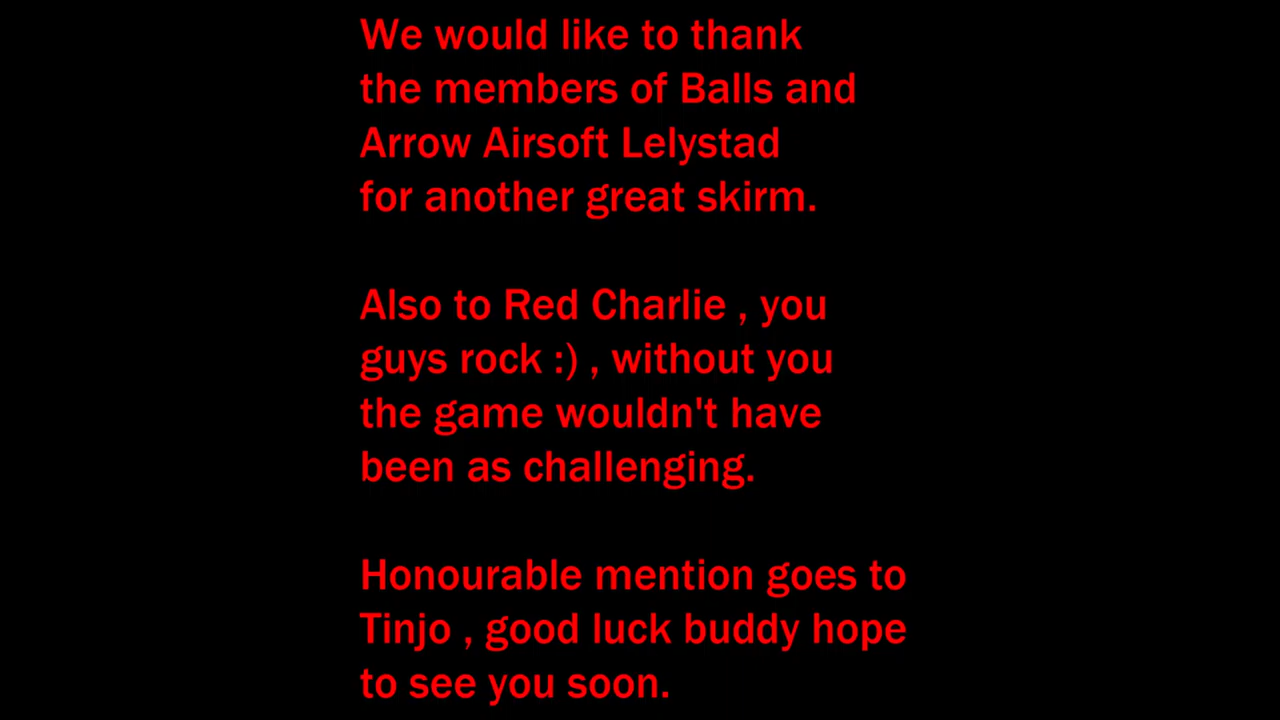 We would like to thank
the members of Balls and
Arrow Airsoft Lelystad
for another great skirm.
Also to Red Charlie , you
guys rock :) , without you
the game wouldn't have
been as challenging.
Honourable mention goes to
Tinjo , good luck buddy hope
to see you soon.